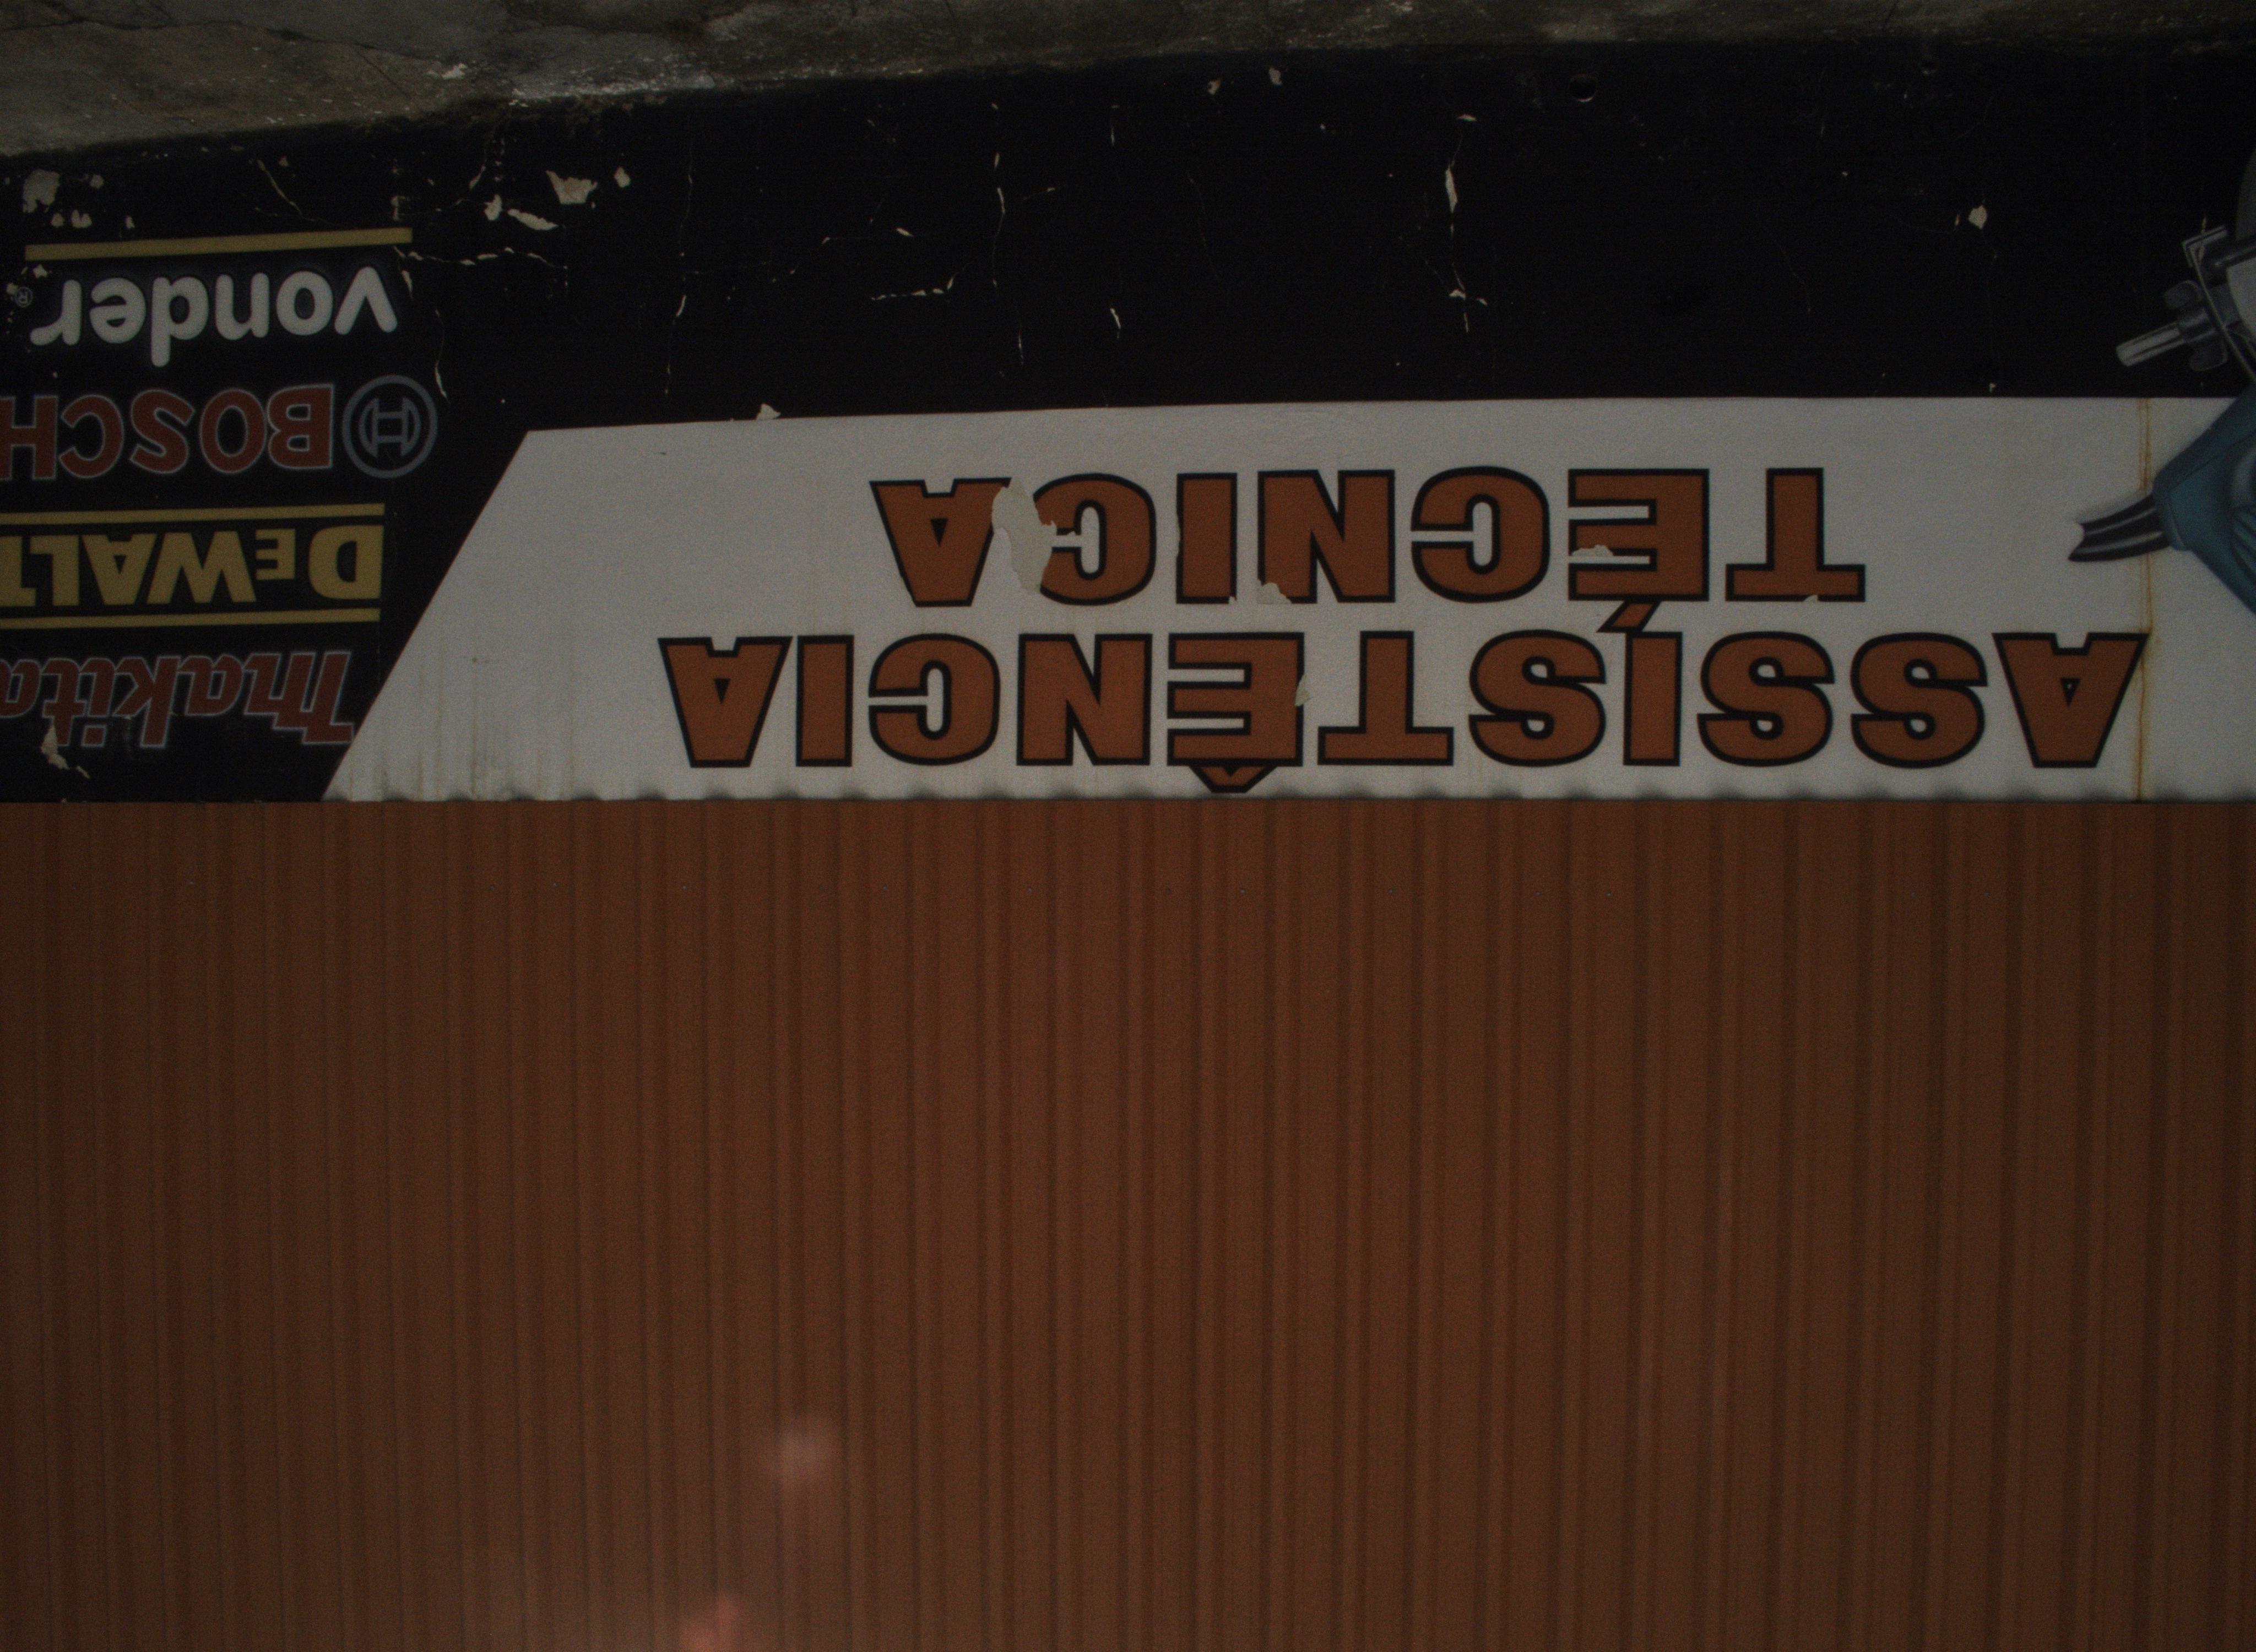 ASSISTÊNCIA
TÉCNICA
makita
DEWALT
BOSCH
vonder®